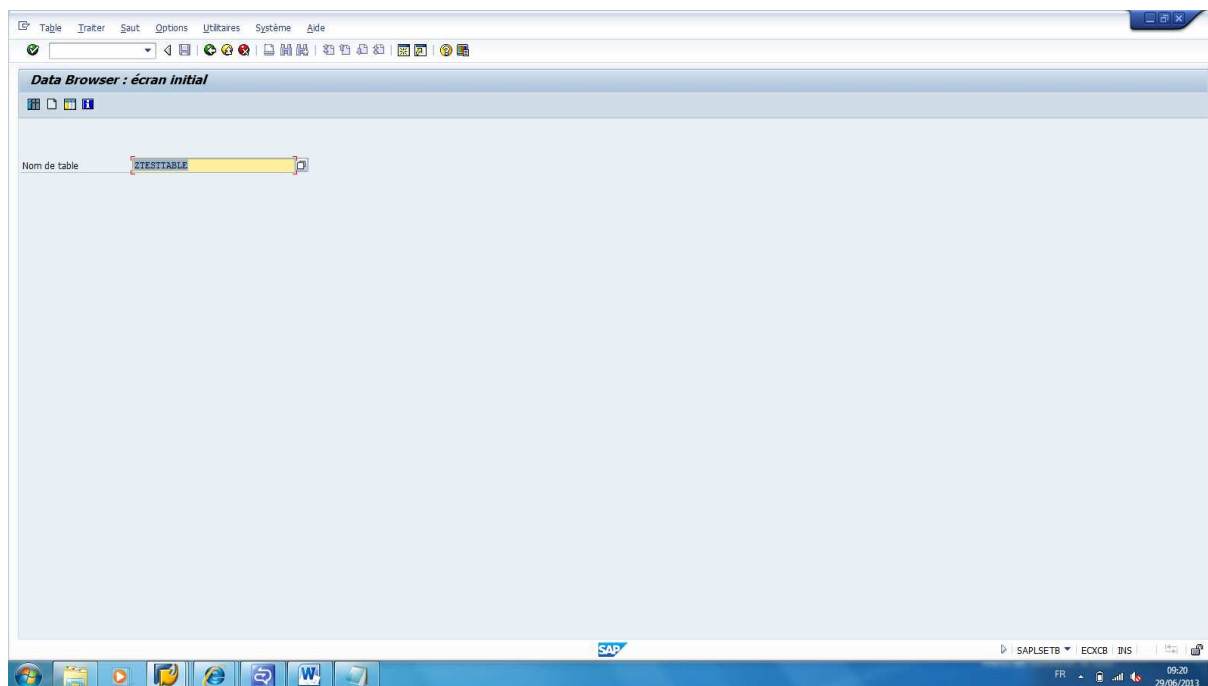 Table Traiter Saut Options Utilitaires Système Aide
Data Browser : écran initial
Nom de table ZTESTTABLE
SAP
SAPLSETB ECXCB INS
FR 09:20
29/06/2013